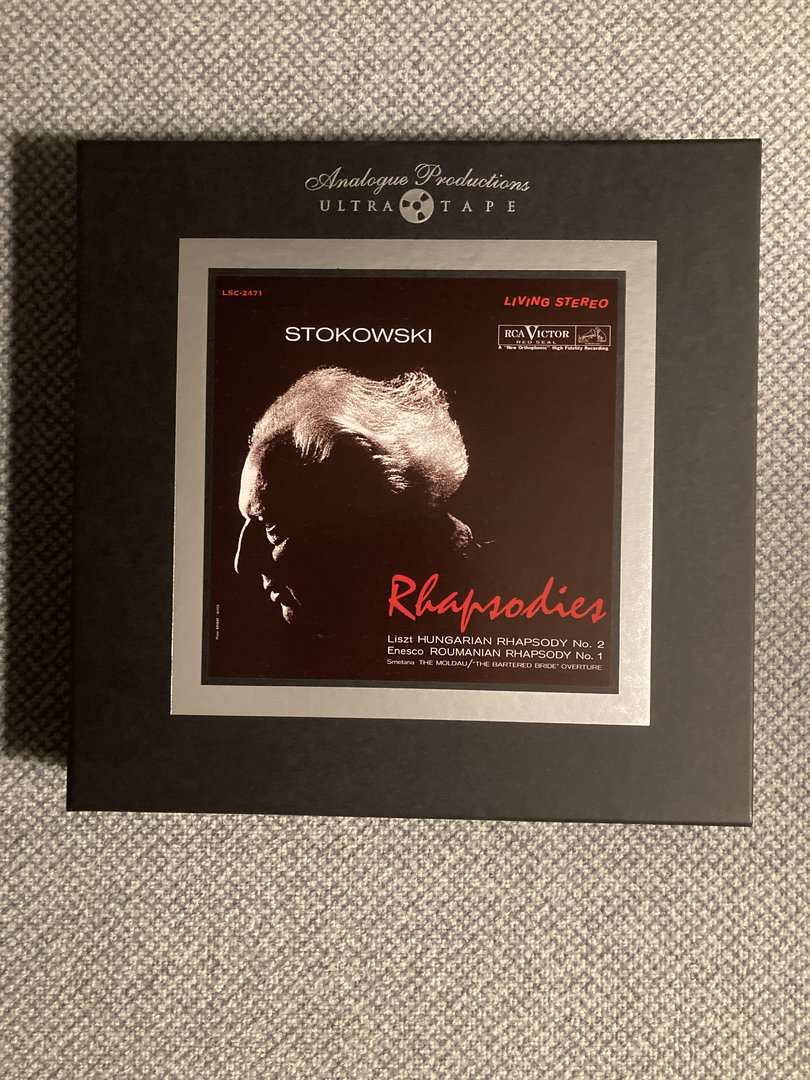 Analogue Productions
ULTRA TAPE
LSC-2471
LIVING STEREO
STOKOWSKI
RCA VICTOR
RED SEAL
A "New Orthophonic" High Fidelity Recording
Rhapsodies
Liszt HUNGARIAN RHAPSODY No. 2
Enesco ROUMANIAN RHAPSODY No. 1
Smetana THE MOLDAU/"THE BARTERED BRIDE" OVERTURE